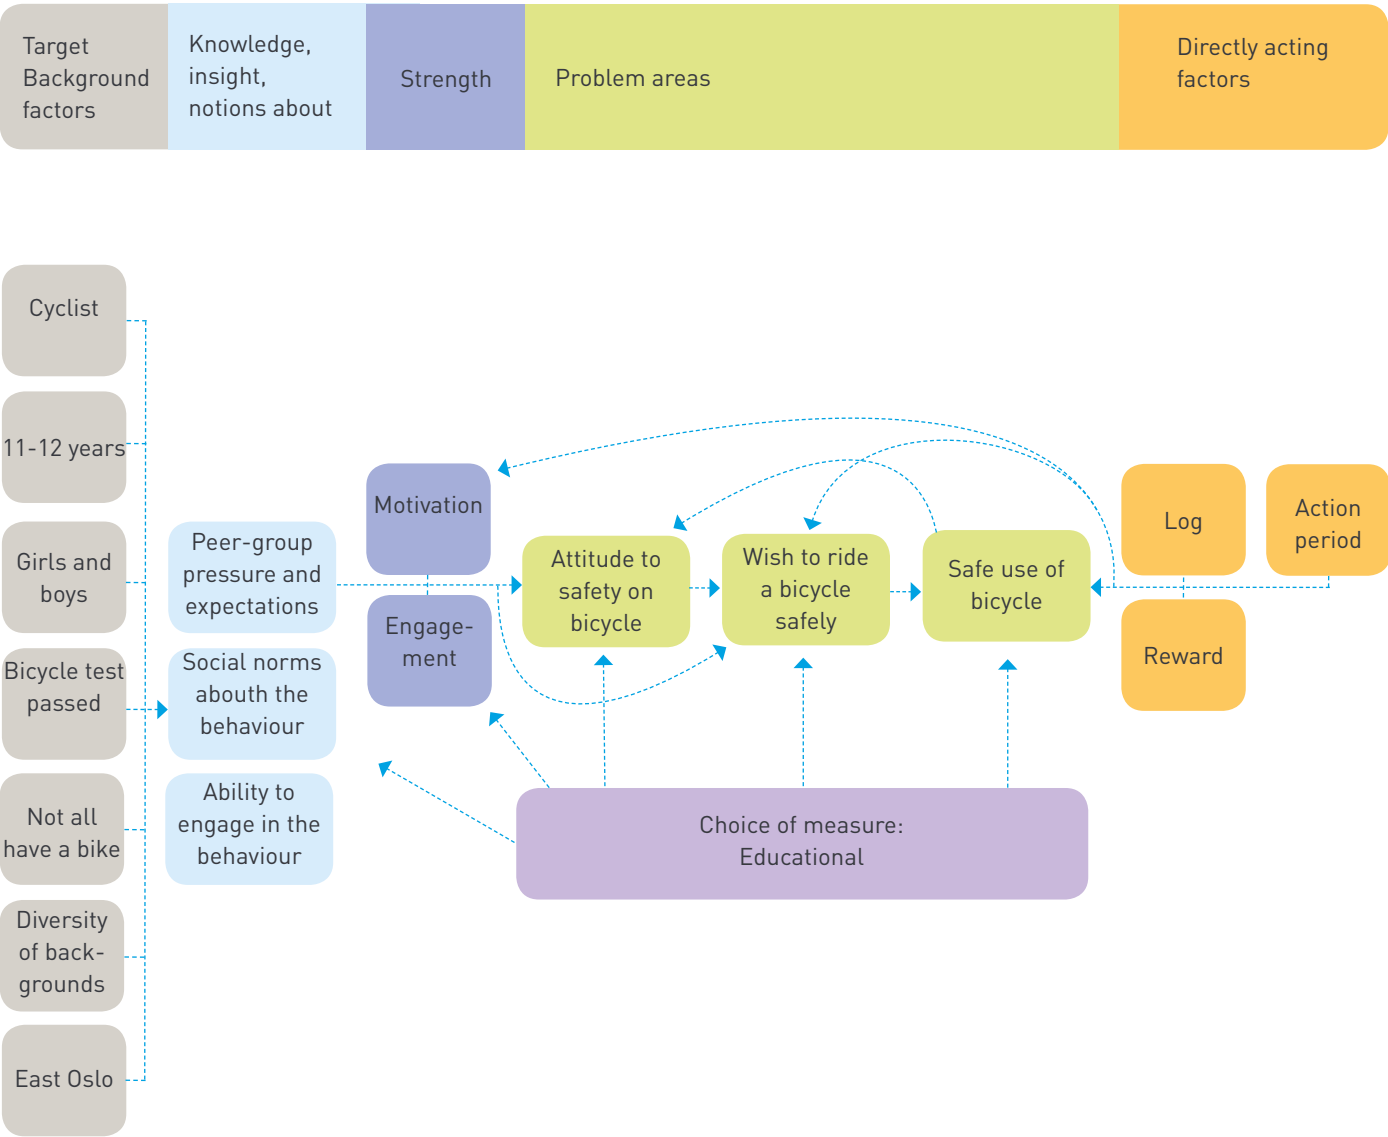 Target
Background
factors
Knowledge,
insight,
notions about
Strength
Problem areas
Directly acting
factors
Cyclist
11-12 years
Girls and
boys
Bicycle test
passed
Not all
have a bike
Diversity
of back-
grounds
East Oslo
Peer-group
pressure and
expectations
Social norms
abouth the
behaviour
Ability to
engage in the
behaviour
Motivation
Engage-
ment
Attitude to
safety on
bicycle
Wish to ride
a bicycle
safely
Safe use of
bicycle
Log
Reward
Action
period
Choice of measure:
Educational